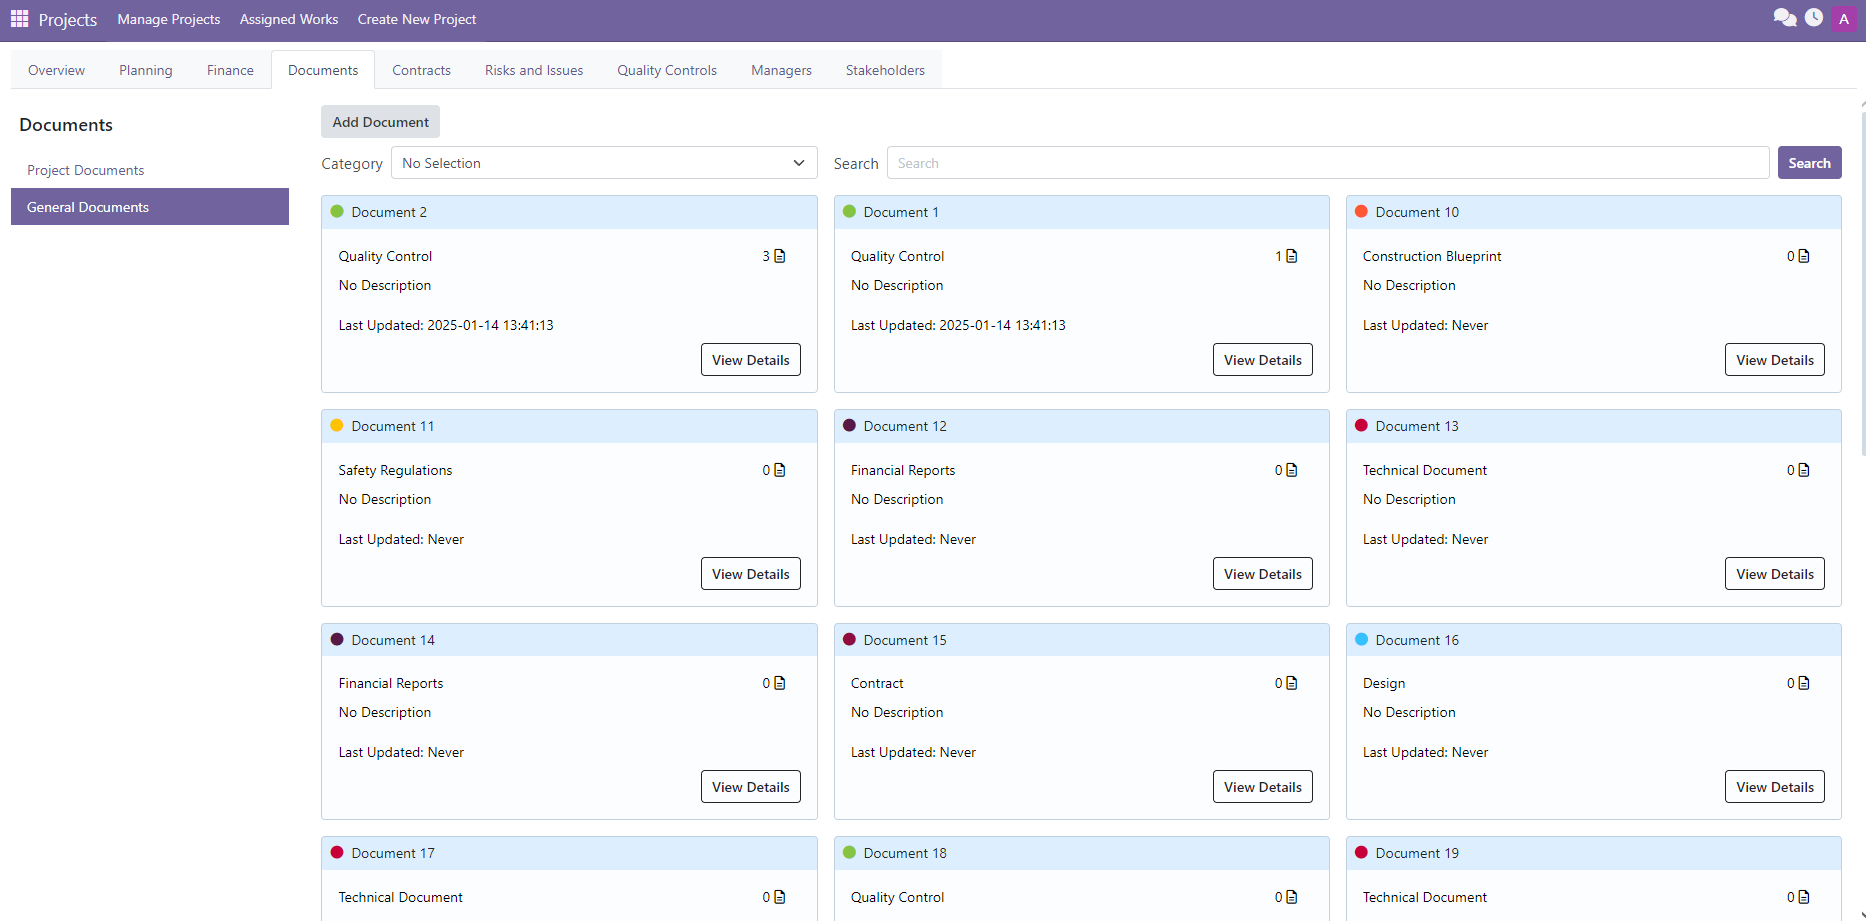 Projects Manage Projects Assigned Works Create New Project A
Overview Planning Finance Documents Contracts Risks and Issues Quality Controls Managers Stakeholders
Documents
Project Documents
General Documents
Add Document
Category No Selection Search Search Search
Document 2
Quality Control 3
No Description
Last Updated: 2025-01-14 13:41:13
View Details
Document 1
Quality Control 1
No Description
Last Updated: 2025-01-14 13:41:13
View Details
Document 10
Construction Blueprint 0
No Description
Last Updated: Never
View Details
Document 11
Safety Regulations 0
No Description
Last Updated: Never
View Details
Document 12
Financial Reports 0
No Description
Last Updated: Never
View Details
Document 13
Technical Document 0
No Description
Last Updated: Never
View Details
Document 14
Financial Reports 0
No Description
Last Updated: Never
View Details
Document 15
Contract 0
No Description
Last Updated: Never
View Details
Document 16
Design 0
No Description
Last Updated: Never
View Details
Document 17
Technical Document 0
Document 18
Quality Control 0
Document 19
Technical Document 0